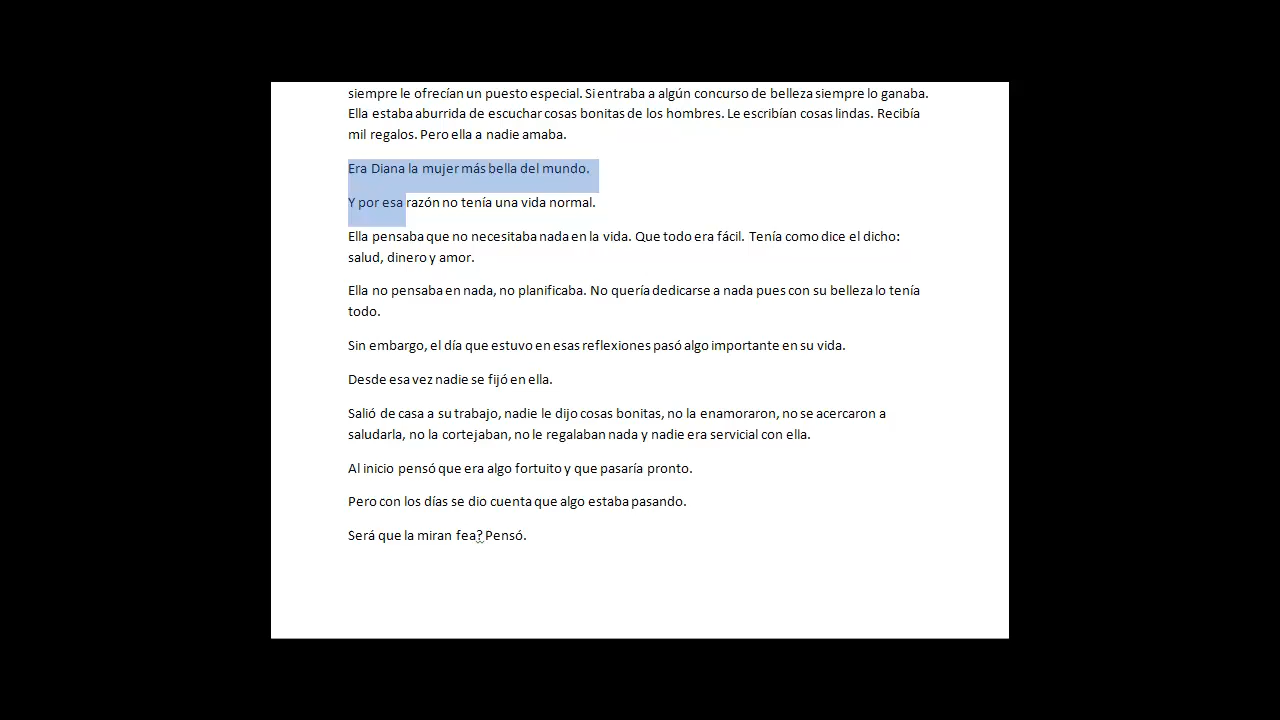 siempre le ofrecían un puesto especial. Si entraba a algún concurso de belleza siempre lo ganaba.
Ella estaba aburrida de escuchar cosas bonitas de los hombres. Le escribían cosas lindas. Recibía
mil regalos. Pero ella a nadie amaba.
Era Diana la mujer más bella del mundo.
Y por esa razón no tenía una vida normal.
Ella pensaba que no necesitaba nada en la vida. Que todo era fácil. Tenía como dice el dicho:
salud, dinero y amor.
Ella no pensaba en nada, no planificaba. No quería dedicarse a nada pues con su belleza lo tenía
todo.
Sin embargo, el día que estuvo en esas reflexiones pasó algo importante en su vida.
Desde esa vez nadie se fijó en ella.
Salió de casa a su trabajo, nadie le dijo cosas bonitas, no la enamoraron, no se acercaron a
saludarla, no la cortejaban, no le regalaban nada y nadie era servicial con ella.
Al inicio pensó que era algo fortuito y que pasaría pronto.
Pero con los días se dio cuenta que algo estaba pasando.
Será que la miran fea? Pensó.